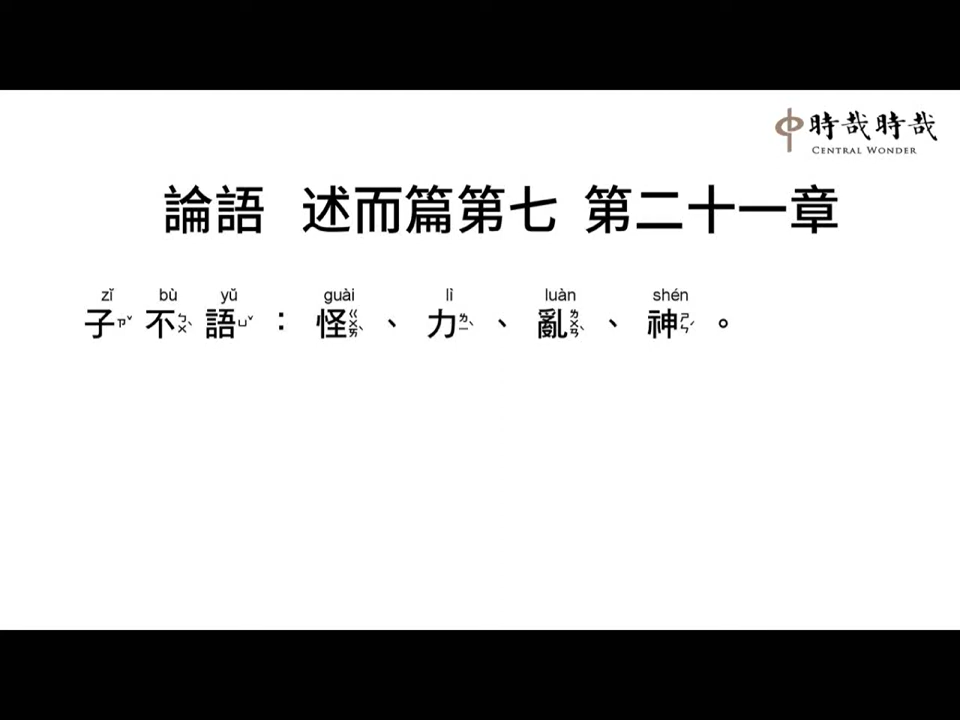 時哉時哉
CENTRAL WONDER
論語 述而篇第七 第二十一章
zǐ bù yǔ guài lì luàn shén
子ㄗˇ不ㄅㄨˋ語ㄩˇ：怪ㄍㄨㄞˋ、力ㄌㄧˋ、亂ㄌㄨㄢˋ、神ㄕㄣˊ。